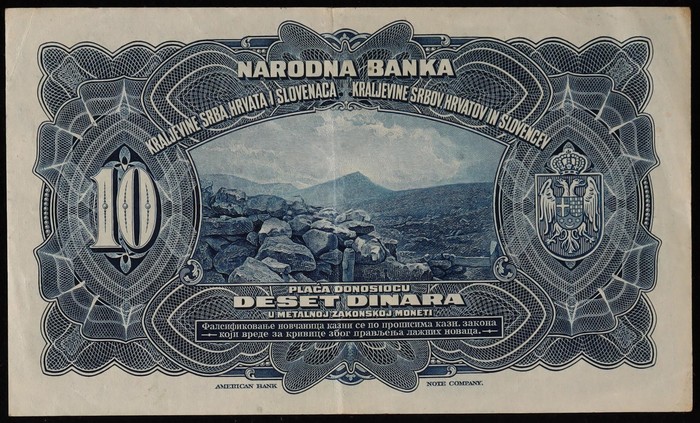 NARODNA BANKA
KRALJEVINE SRBA HRVATA I SLOVENACA KRALJEVINE SRBOV HRVATOV IN SLOVENCEV
10
PLAĆA DONOSIOCU
DESET DINARA
U METALNOJ ZAKONSKOJ MONETI
Фалсификовање новчаница казни се по прописима казн. закона
који вреде за кривице због прављења лажних новаца.
AMERICAN BANK NOTE COMPANY.